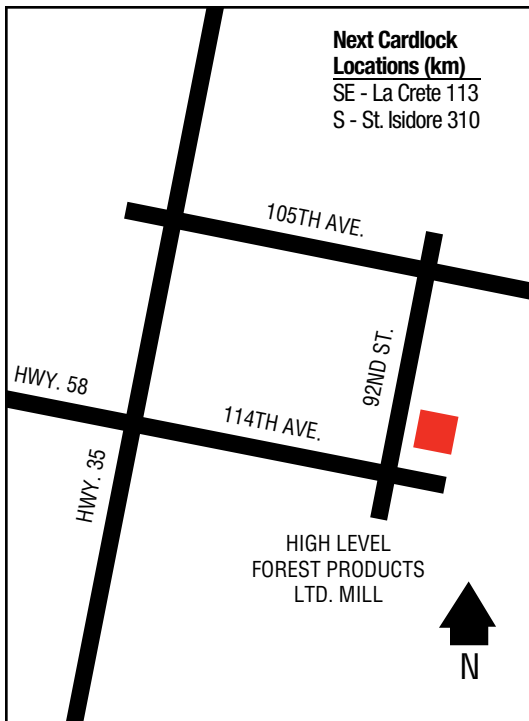 Next Cardlock
Locations (km)
SE - La Crete 113
S - St. Isidore 310
105TH AVE.
92ND ST.
HWY. 58
114TH AVE.
HWY. 35
HIGH LEVEL
FOREST PRODUCTS
LTD. MILL
N